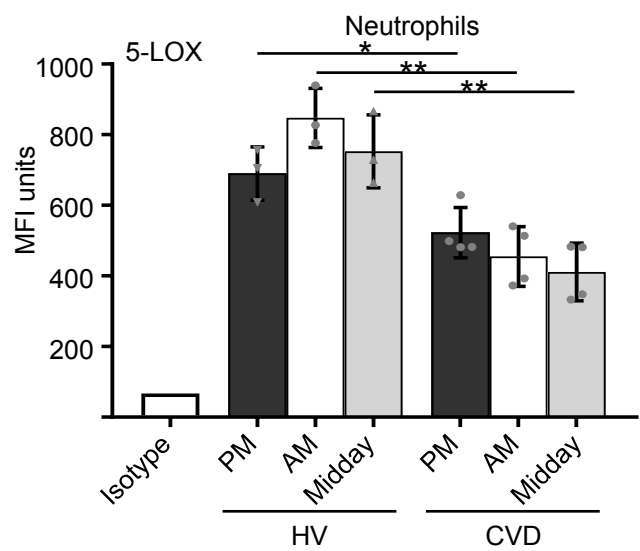 Neutrophils
5-LOX
*
**
**
MFI units
1000
800
600
400
200
Isotype
PM
AM
Midday
PM
AM
Midday
HV
CVD